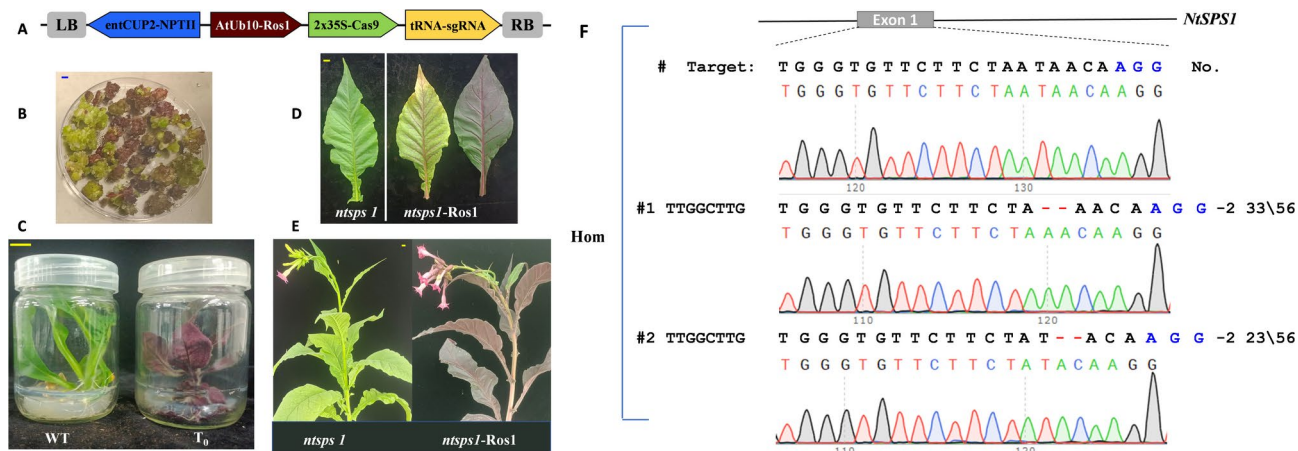 A
LB entCUP2-NPTII AtUb10-Ros1 2x35S-Cas9 tRNA-sgRNA RB
B
C
WT T0
D
ntsps 1 ntsps1-Ros1
E
ntsps 1 ntsps1-Ros1
F
Exon 1 NtSPS1
# Target: TGGGTGTTCTTCTAATAACAAGG No.
TGGGTGTTCTTCTAATAACAAGG
120 130
Hom
#1 TTGGCTTG TGGGTGTTCTTCTA--AACAAGG -2 33\56
TGGGTGTTCTTCTAAACAAGG
110 120
#2 TTGGCTTG TGGGTGTTCTTCTAT--ACAAGG -2 23\56
TGGGTGTTCTTCTATACAAGG
110 120